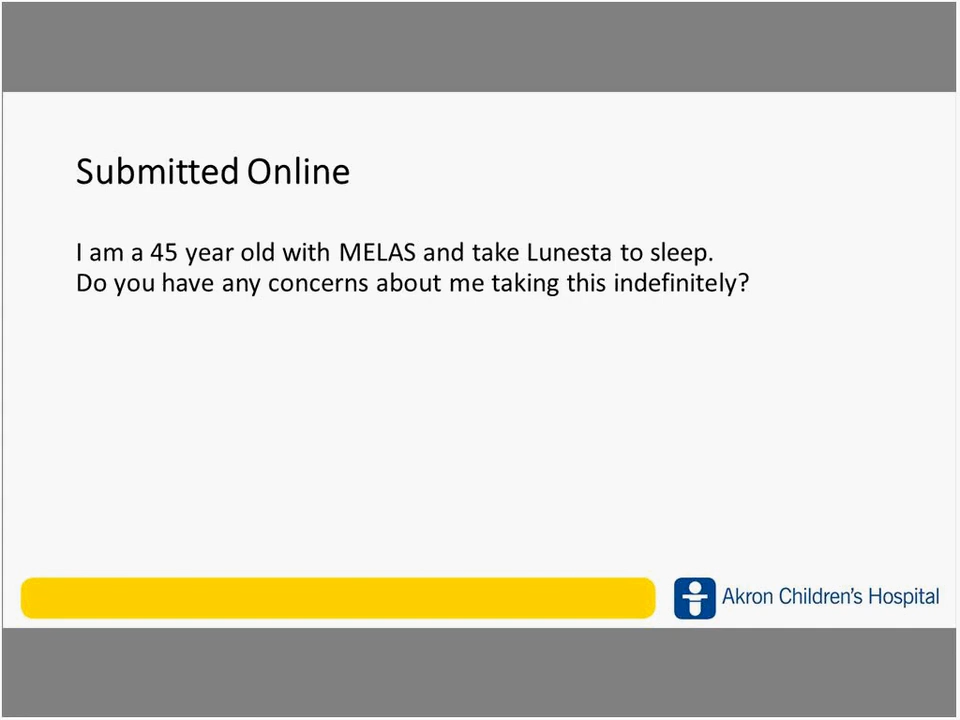 Submitted Online
I am a 45 year old with MELAS and take Lunesta to sleep.
Do you have any concerns about me taking this indefinitely?
Akron Children's Hospital